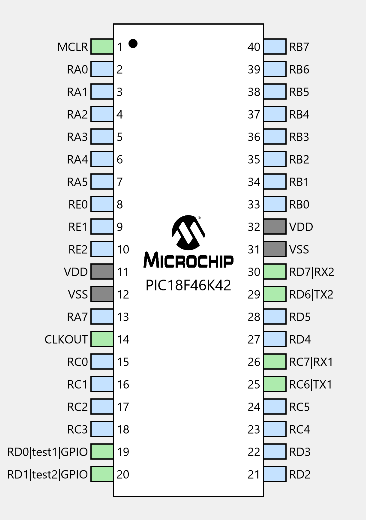 MCLR 1 40 RB7
RA0 2 39 RB6
RA1 3 38 RB5
RA2 4 37 RB4
RA3 5 36 RB3
RA4 6 35 RB2
RA5 7 34 RB1
RE0 8 33 RB0
RE1 9 32 VDD
RE2 10 31 VSS
VDD 11 30 RD7|RX2
VSS 12 29 RD6|TX2
RA7 13 28 RD5
CLKOUT 14 27 RD4
RC0 15 26 RC7|RX1
RC1 16 25 RC6|TX1
RC2 17 24 RC5
RC3 18 23 RC4
RD0|test1|GPIO 19 22 RD3
RD1|test2|GPIO 20 21 RD2
MICROCHIP
PIC18F46K42